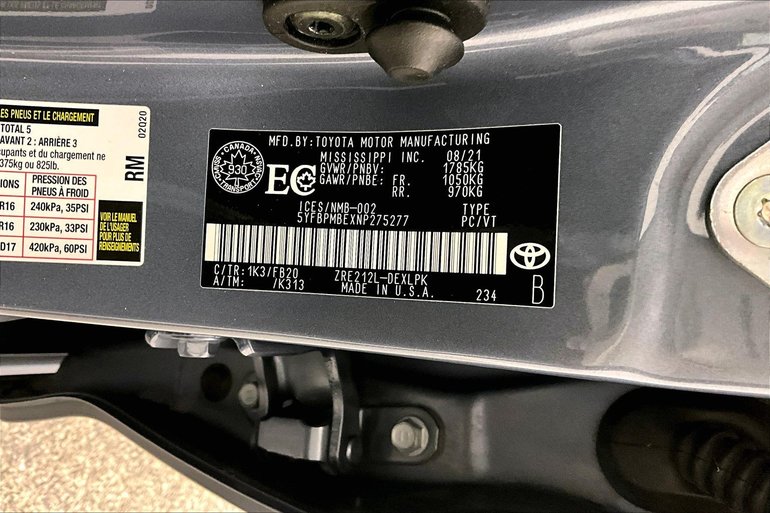 ES PNEUS ET LE CHARGEMENT
TOTAL 5
AVANT 2 : ARRIÈRE 3
cupants et du chargement ne
375kg ou 825lb.
IONS
PRESSION DES
PNEUS À FROID
R16
240kPa, 35PSI
R16
230kPa, 33PSI
D17
420kPa, 60PSI
VOIR LE MANUEL
DE L'USAGER
POUR PLUS DE
RENSEIGNEMENTS
02020
RM
MFD.BY:TOYOTA MOTOR MANUFACTURING
MISSISSIPPI INC. 08/21
GVWR/PNBV: 1785KG
GAWR/PNBE: FR. 1050KG
RR. 970KG
CANADA
930
TRANSPORT
EC
ICES/NMB-002 TYPE
5YFBPMBEXNP275277 PC/VT
C/TR:1K3/FB20 ZRE212L-DEXLPK
A/TM: /K313 MADE IN U.S.A. 234
B